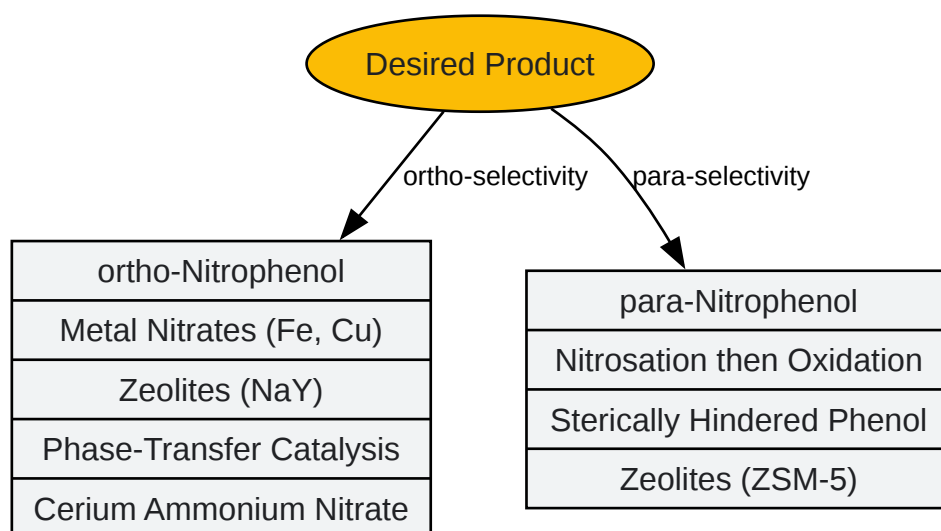 Desired Product
ortho-selectivity
para-selectivity
ortho-Nitrophenol
Metal Nitrates (Fe, Cu)
Zeolites (NaY)
Phase-Transfer Catalysis
Cerium Ammonium Nitrate
para-Nitrophenol
Nitrosation then Oxidation
Sterically Hindered Phenol
Zeolites (ZSM-5)